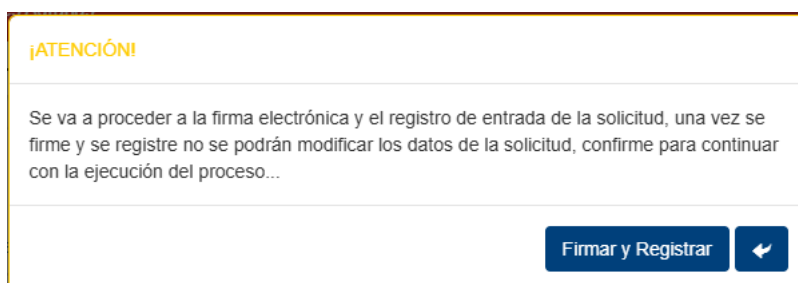 ¡ATENCIÓN!
Se va a proceder a la firma electrónica y el registro de entrada de la solicitud, una vez se
firme y se registre no se podrán modificar los datos de la solicitud, confirme para continuar
con la ejecución del proceso...
Firmar y Registrar